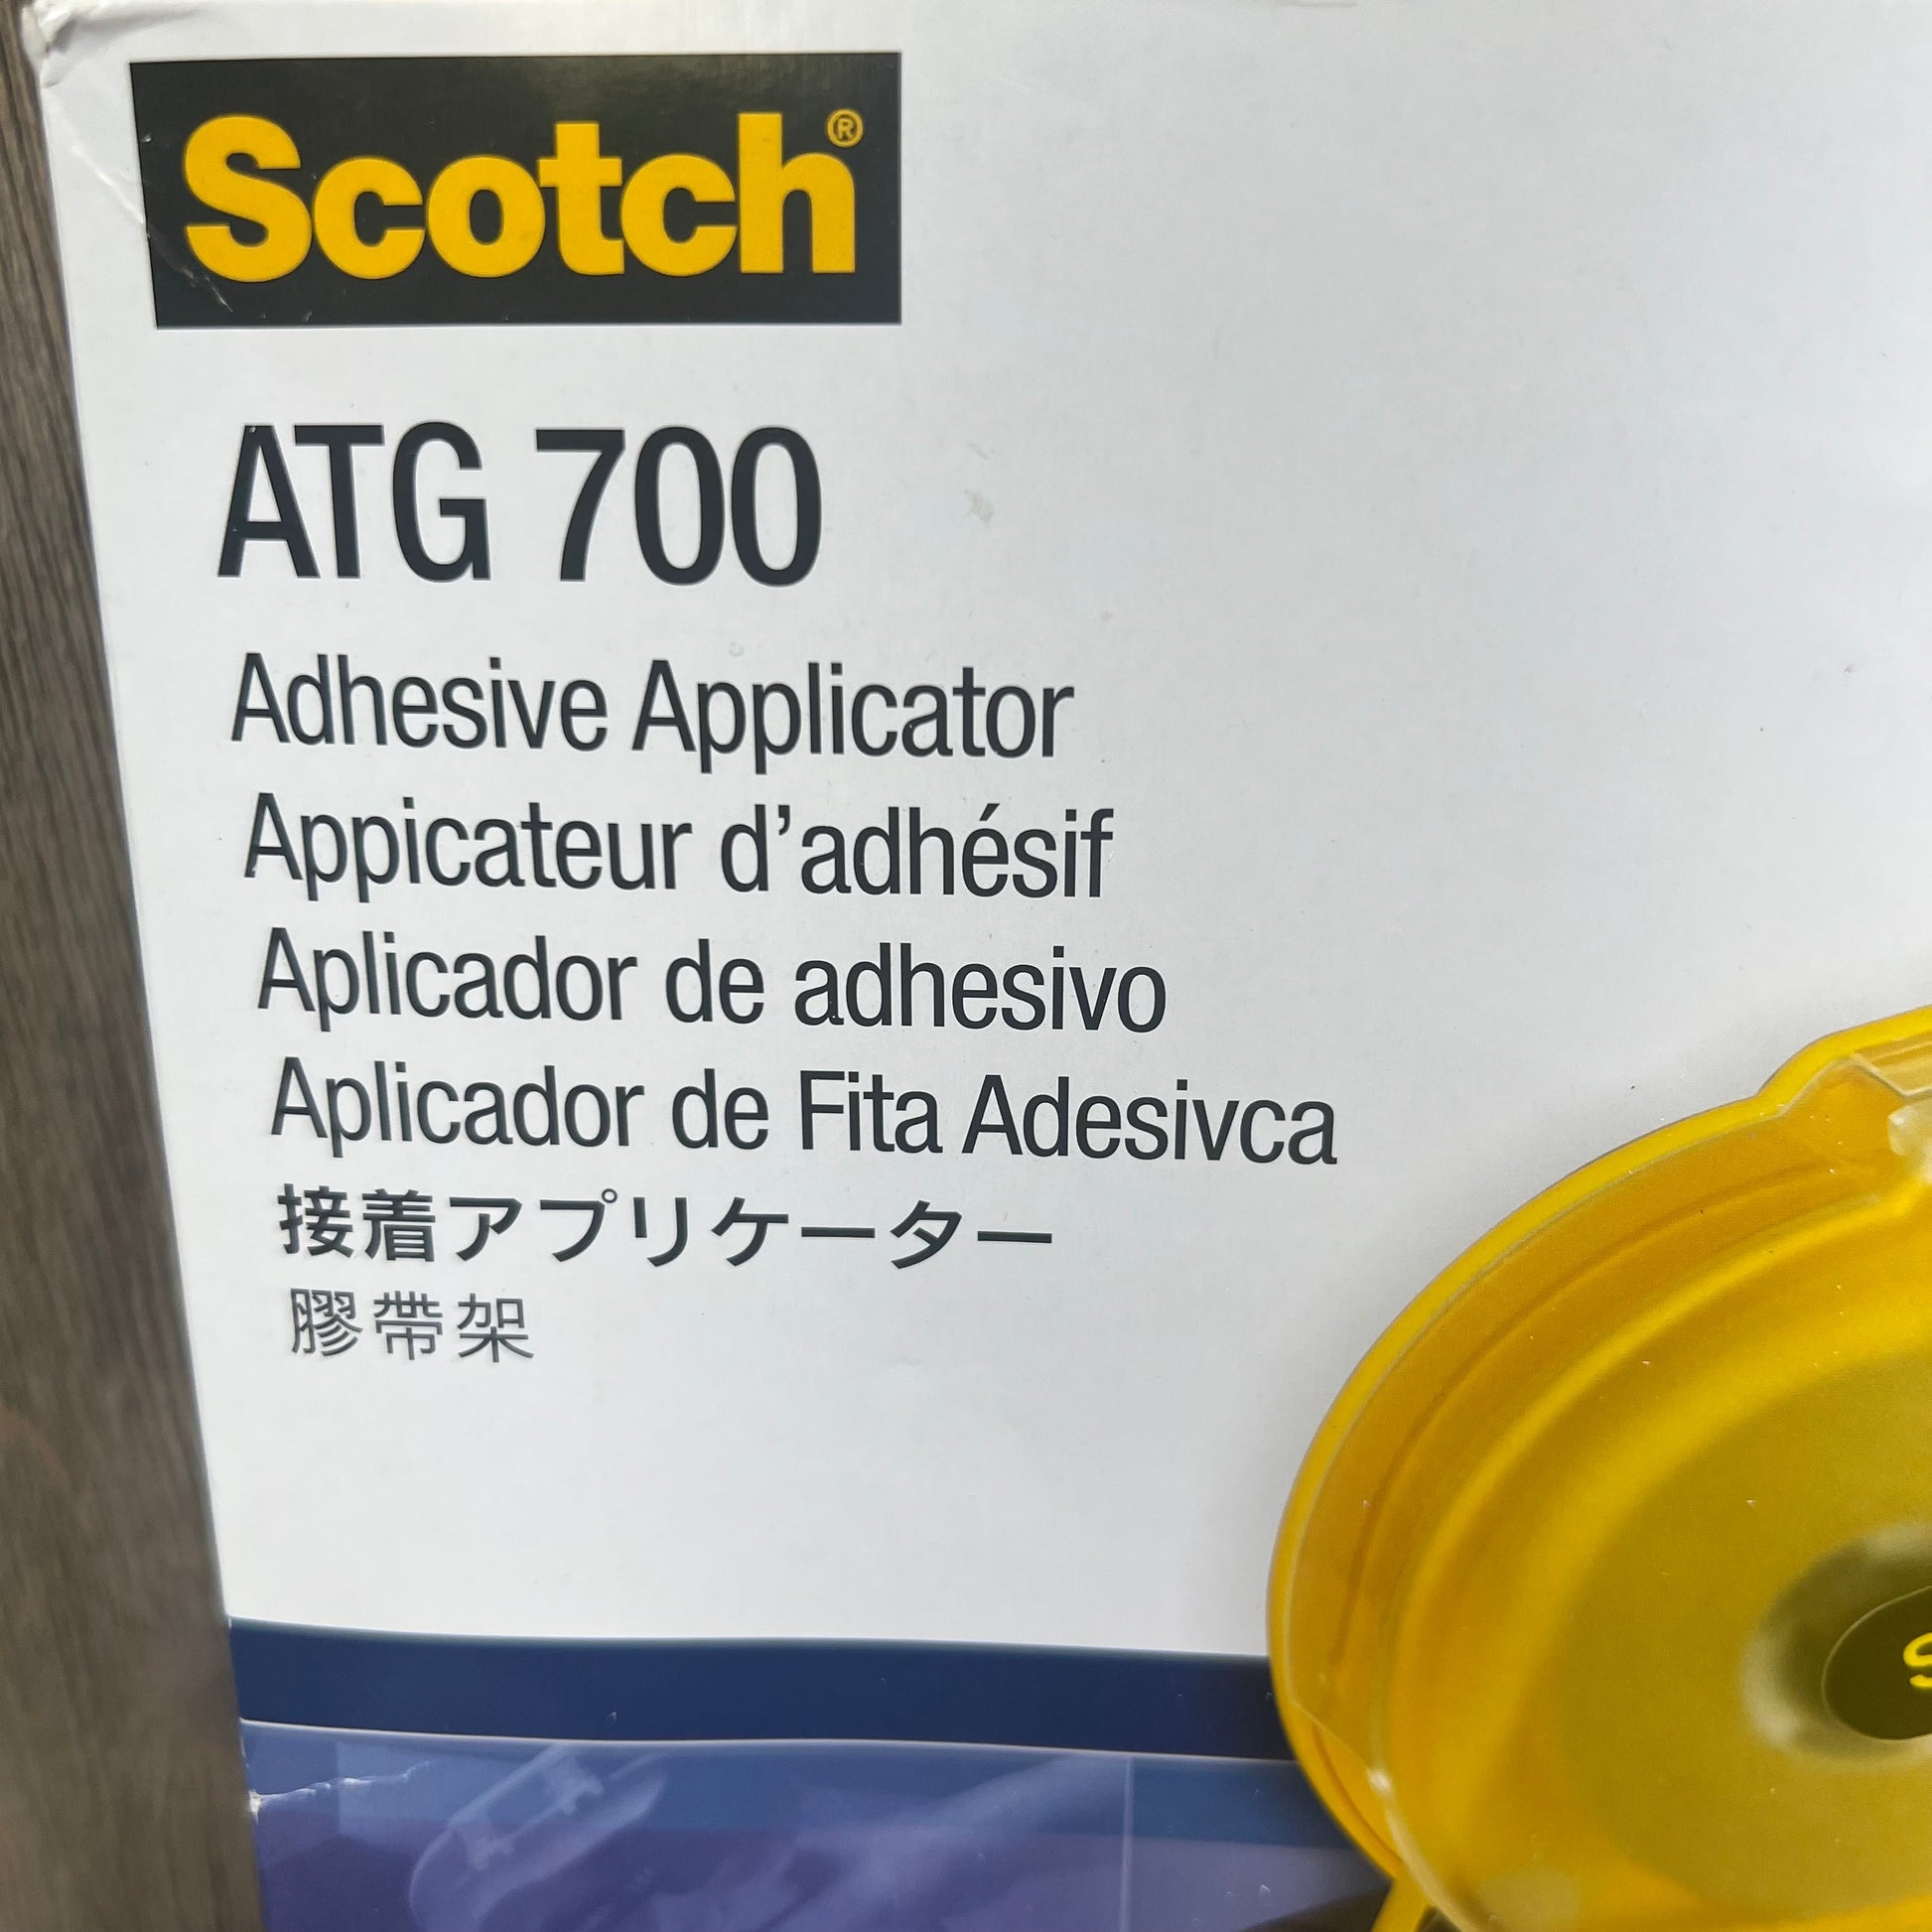 Scotch®
ATG 700
Adhesive Applicator
Appicateur d'adhésif
Aplicador de adhesivo
Aplicador de Fita Adesivca
接着アプリケーター
膠帶架